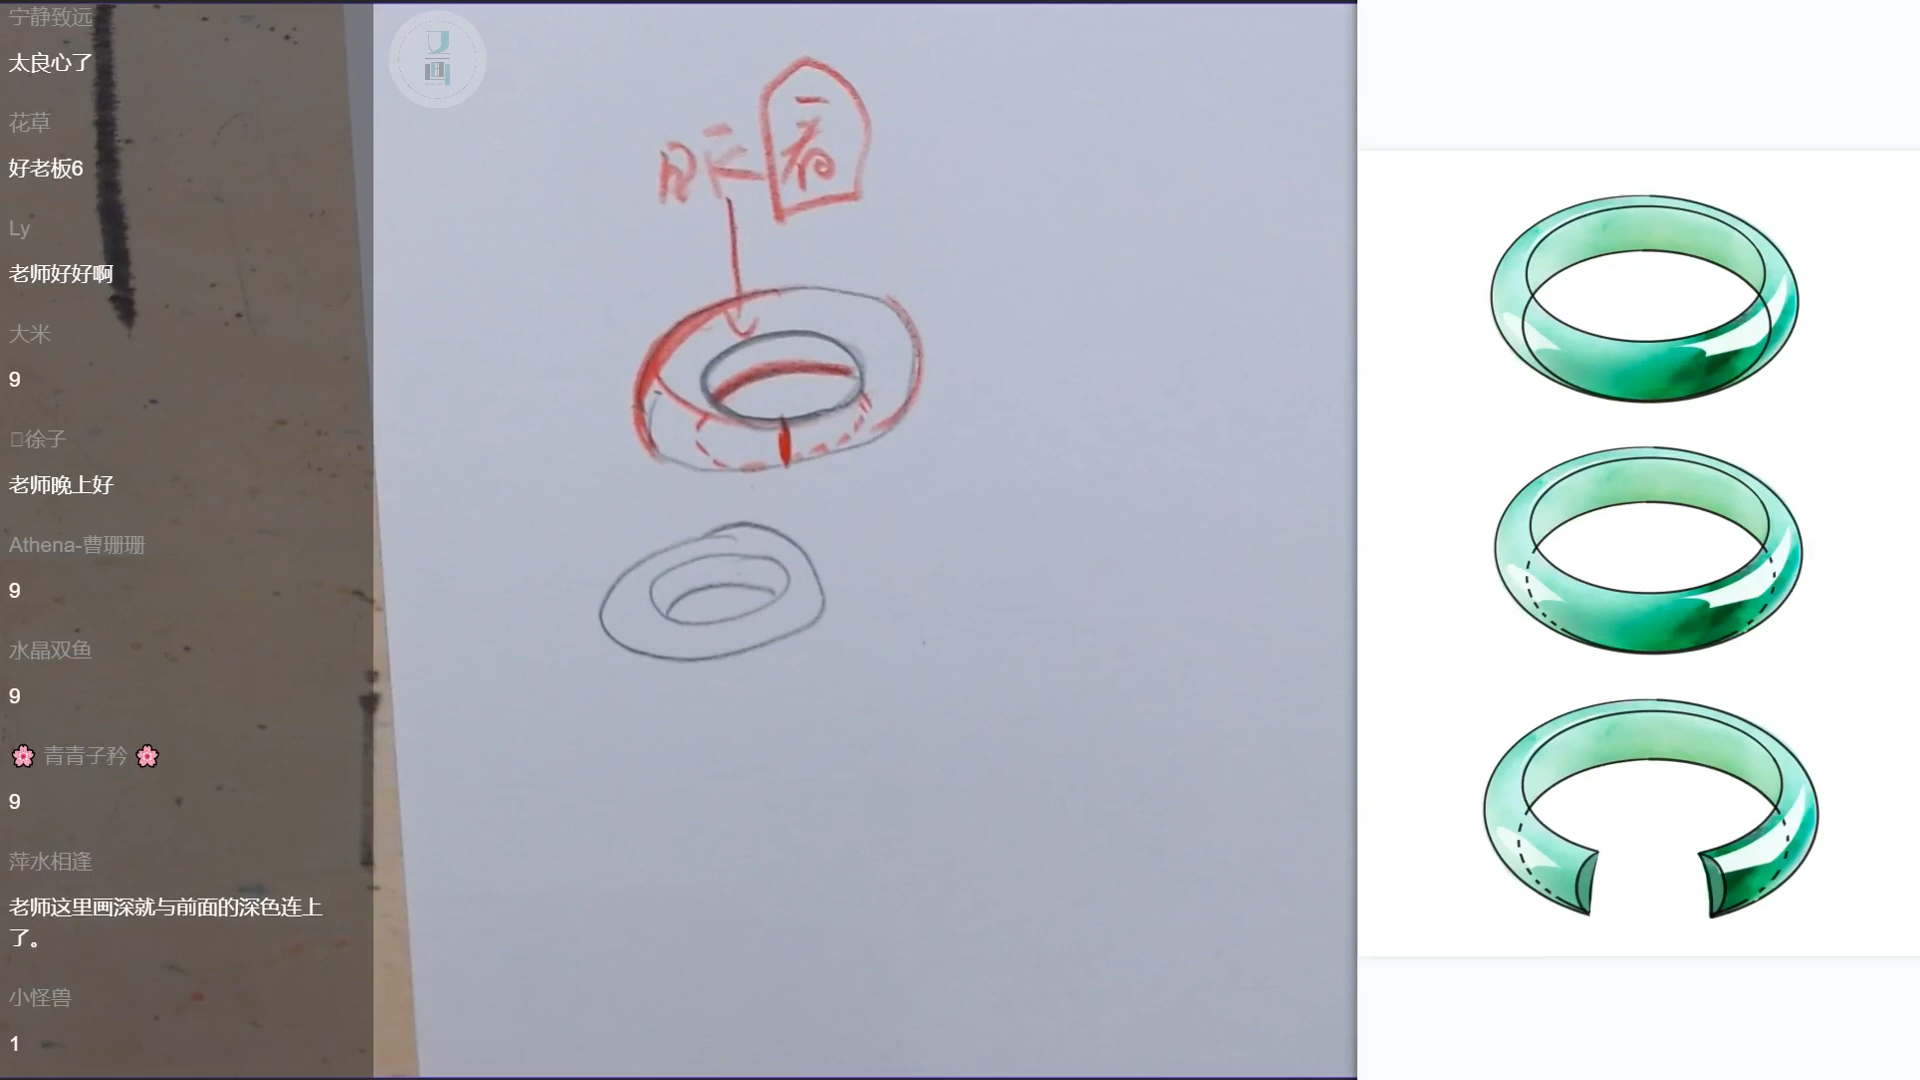 宁静致远
太良心了
花草
好老板6
Ly
老师好好啊
大米
9
徐子
老师晚上好
Athena-曹珊珊
9
水晶双鱼
9
🌸 青青子矜 🌸
9
萍水相逢
老师这里画深就与前面的深色连上
了。
小怪兽
1